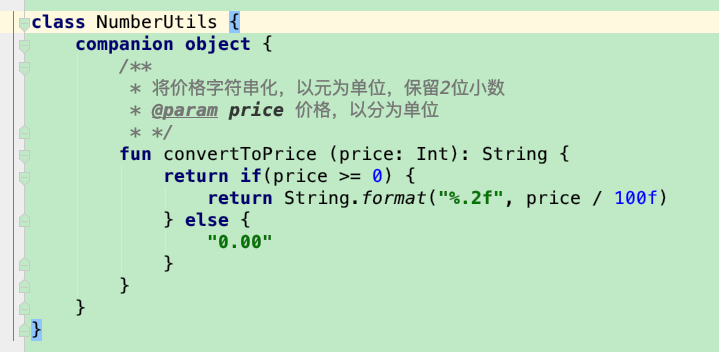 class NumberUtils {
    companion object {
        /**
         * 将价格字符串化，以元为单位，保留2位小数
         * @param price 价格，以分为单位
         * */
        fun convertToPrice (price: Int): String {
            return if(price >= 0) {
                return String.format("%.2f", price / 100f)
            } else {
                "0.00"
            }
        }
    }
}